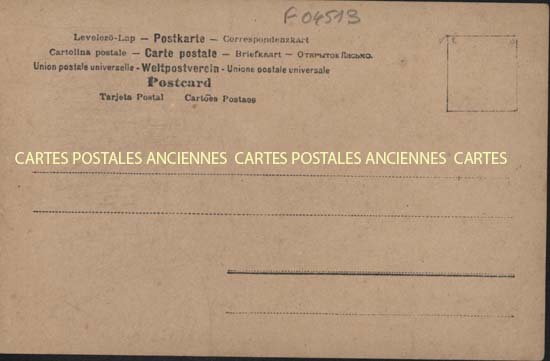 F04513
Levelezö-Lap — Postkarte — Correspondenzkart
Cartolina postale — Carte postale — Briefkaart — Открытое Письмо.
Union postale universelle - Weltpostverein - Unione postale universale
Postcard
Tarjeta Postal Cartões Postaes
CARTES POSTALES ANCIENNES CARTES POSTALES ANCIENNES CARTES